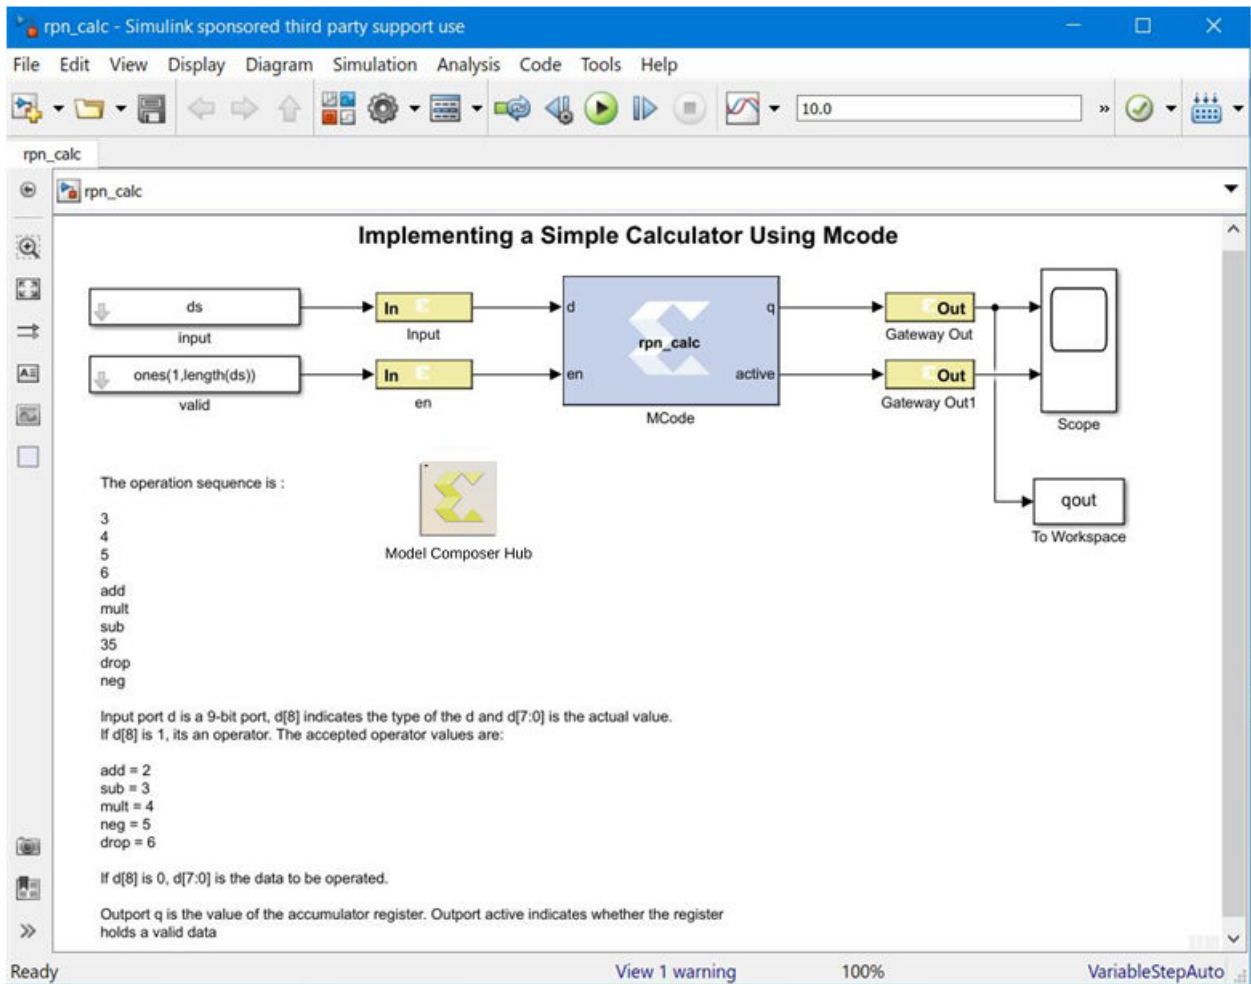 rpn_calc - Simulink sponsored third party support use
File Edit View Display Diagram Simulation Analysis Code Tools Help
10.0
»
rpn_calc
rpn_calc
Implementing a Simple Calculator Using Mcode
ds
input
In
Input
d
q
rpn_calc
Out
Gateway Out
ones(1,length(ds))
valid
In
en
en
active
MCode
Out
Gateway Out1
Scope
qout
To Workspace
Model Composer Hub
The operation sequence is :
3
4
5
6
add
mult
sub
35
drop
neg
Input port d is a 9-bit port, d[8] indicates the type of the d and d[7:0] is the actual value.
If d[8] is 1, its an operator. The accepted operator values are:
add = 2
sub = 3
mult = 4
neg = 5
drop = 6
If d[8] is 0, d[7:0] is the data to be operated.
Outport q is the value of the accumulator register. Outport active indicates whether the register
holds a valid data
»
Ready
View 1 warning
100%
VariableStepAuto